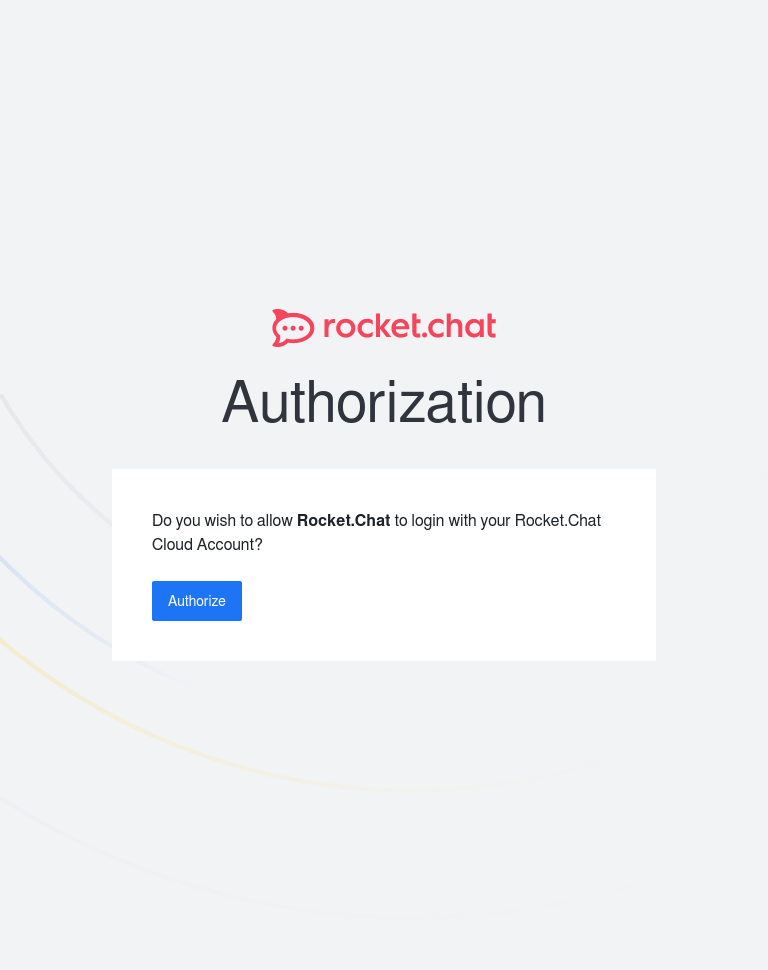 rocket.chat
Authorization
Do you wish to allow Rocket.Chat to login with your Rocket.Chat
Cloud Account?
Authorize